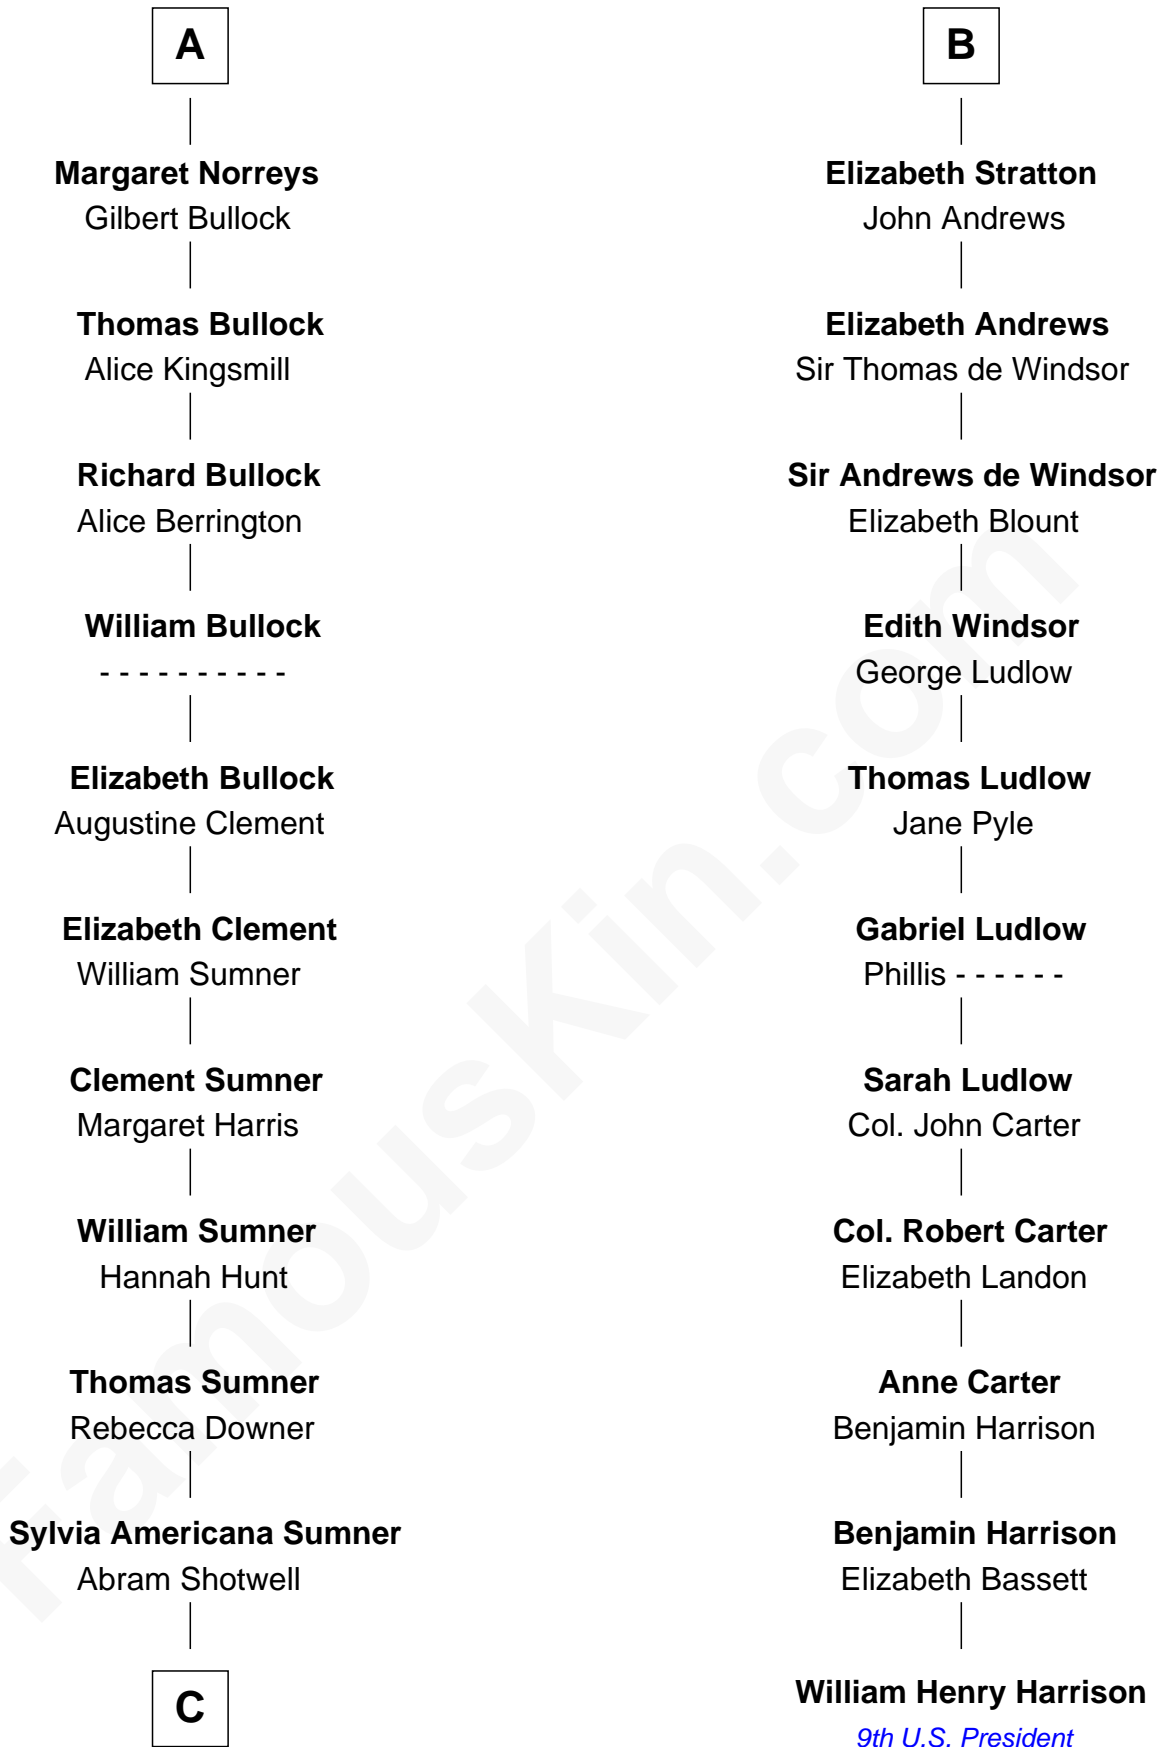 A
Margaret Norreys
Gilbert Bullock
Thomas Bullock
Alice Kingsmill
Richard Bullock
Alice Berrington
William Bullock
- - - - - - - - - -
Elizabeth Bullock
Augustine Clement
Elizabeth Clement
William Sumner
Clement Sumner
Margaret Harris
William Sumner
Hannah Hunt
Thomas Sumner
Rebecca Downer
Sylvia Americana Sumner
Abram Shotwell
C
B
Elizabeth Stratton
John Andrews
Elizabeth Andrews
Sir Thomas de Windsor
Sir Andrews de Windsor
Elizabeth Blount
Edith Windsor
George Ludlow
Thomas Ludlow
Jane Pyle
Gabriel Ludlow
Phillis - - - - - -
Sarah Ludlow
Col. John Carter
Col. Robert Carter
Elizabeth Landon
Anne Carter
Benjamin Harrison
Benjamin Harrison
Elizabeth Bassett
William Henry Harrison
9th U.S. President
FamousKin.com